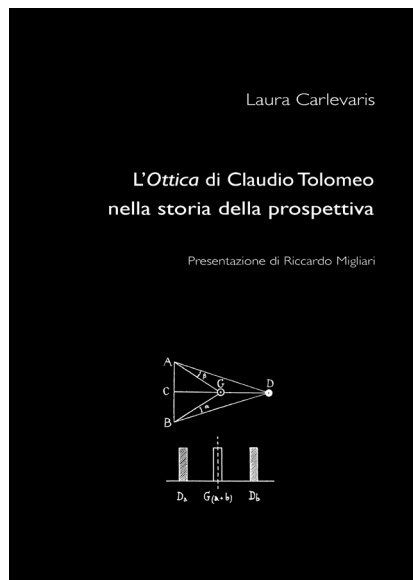 Laura Carlevaris
L'Ottica di Claudio Tolomeo
nella storia della prospettiva
Presentazione di Riccardo Migliari
A
β
G
D
C
α
B
Da
G(a+b)
Db